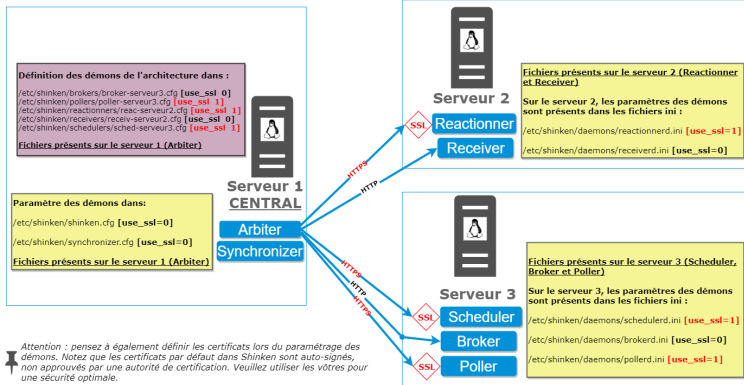 Définition des démons de l'architecture dans :
/etc/shinken/brokers/broker-serveur3.cfg [use_ssl 0]
/etc/shinken/pollers/poller-serveur3.cfg [use_ssl 1]
/etc/shinken/reactionners/reac-serveur2.cfg [use_ssl 1]
/etc/shinken/receivers/receiv-serveur2.cfg [use_ssl 0]
/etc/shinken/schedulers/sched-serveur3.cfg [use_ssl 1]
Fichiers présents sur le serveur 1 (Arbiter)
Paramètre des démons dans:
/etc/shinken/shinken.cfg [use_ssl=0]
/etc/shinken/synchronizer.cfg [use_ssl=0]
Fichiers présents sur le serveur 1 (Arbiter)
Serveur 1
CENTRAL
Arbiter
Synchronizer
HTTPS
HTTP
HTTPS
HTTP
HTTPS
Serveur 2
SSL
Reactionner
Receiver
Fichiers présents sur le serveur 2 (Reactionner
et Receiver)
Sur le serveur 2, les paramètres des démons
sont présents dans les fichiers ini :
/etc/shinken/daemons/reactionnerd.ini [use_ssl=1]
/etc/shinken/daemons/receiverd.ini [use_ssl=0]
Serveur 3
SSL
Scheduler
Broker
SSL
Poller
Fichiers présents sur le serveur 3 (Scheduler,
Broker et Poller)
Sur le serveur 3, les paramètres des démons
sont présents dans les fichiers ini :
/etc/shinken/daemons/schedulerd.ini [use_ssl=1]
/etc/shinken/daemons/brokerd.ini [use_ssl=0]
/etc/shinken/daemons/pollerd.ini [use_ssl=1]
Attention : pensez à également définir les certificats lors du paramétrage des
démons. Notez que les certificats par défaut dans Shinken sont auto-signés,
non approuvés par une autorité de certification. Veuillez utiliser les vôtres pour
une sécurité optimale.